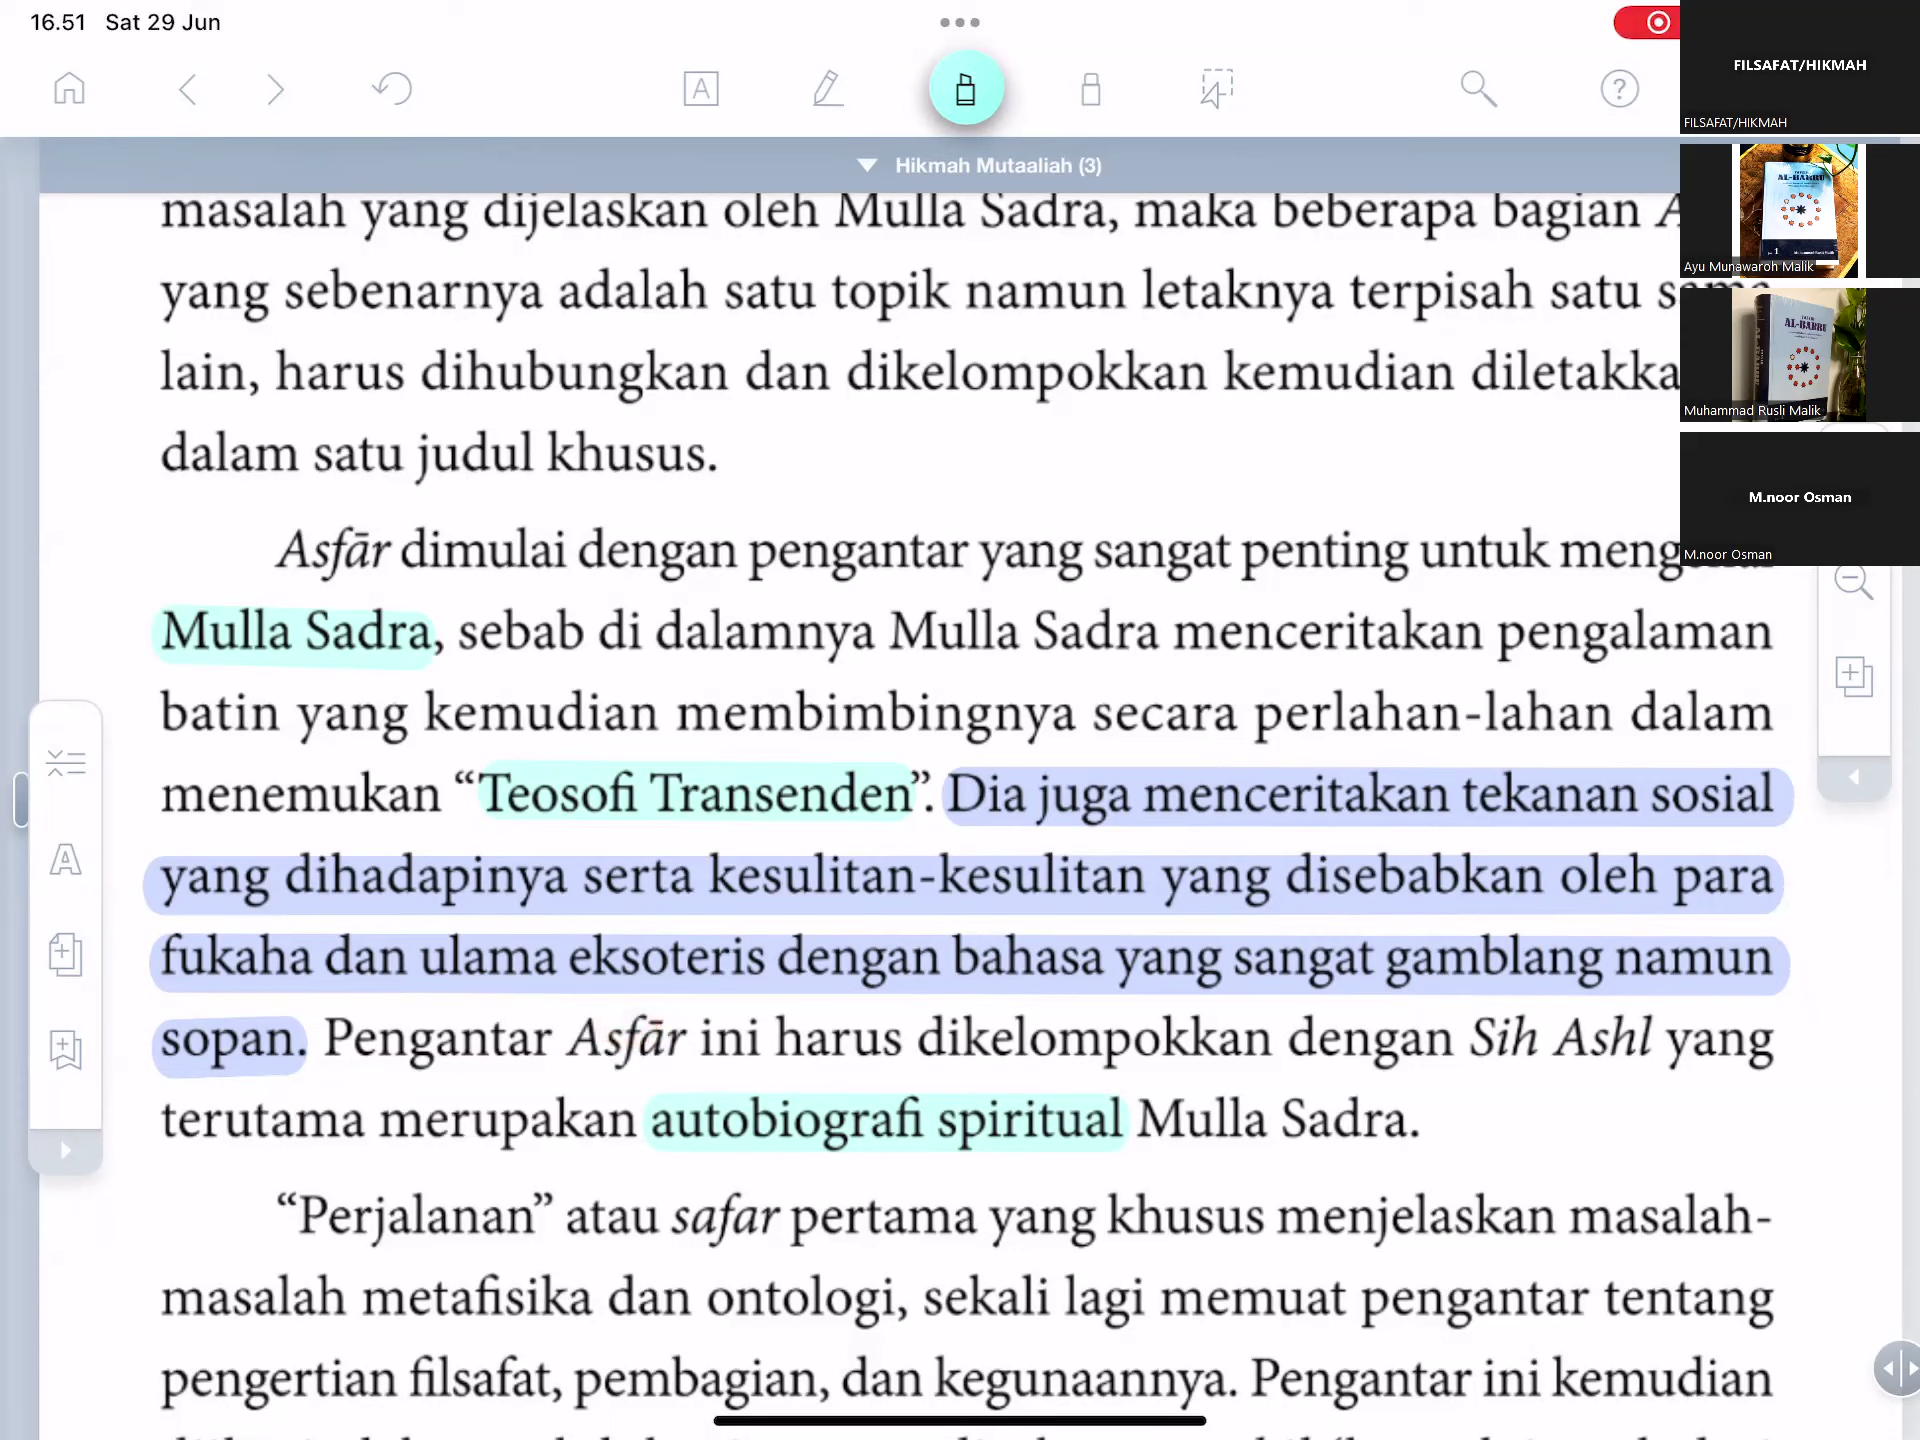 16.51 Sat 29 Jun
FILSAFAT/HIKMAH
FILSAFAT/HIKMAH
Hikmah Mutaaliah (3)
AL-BARRU
1
Ayu Munawaroh Malik
AL-BARRU
Muhammad Rusli Malik
M.noor Osman
M.noor Osman
masalah yang dijelaskan oleh Mulla Sadra, maka beberapa bagian
yang sebenarnya adalah satu topik namun letaknya terpisah satu
lain, harus dihubungkan dan dikelompokkan kemudian diletakka
dalam satu judul khusus.
Asfār dimulai dengan pengantar yang sangat penting untuk
Mulla Sadra, sebab di dalamnya Mulla Sadra menceritakan pengalaman
batin yang kemudian membimbingnya secara perlahan-lahan dalam
menemukan “Teosofi Transenden”. Dia juga menceritakan tekanan sosial
yang dihadapinya serta kesulitan-kesulitan yang disebabkan oleh para
fukaha dan ulama eksoteris dengan bahasa yang sangat gamblang namun
sopan. Pengantar Asfār ini harus dikelompokkan dengan Sih Ashl yang
terutama merupakan autobiografi spiritual Mulla Sadra.
“Perjalanan” atau safar pertama yang khusus menjelaskan masalah-
masalah metafisika dan ontologi, sekali lagi memuat pengantar tentang
pengertian filsafat, pembagian, dan kegunaannya. Pengantar ini kemudian